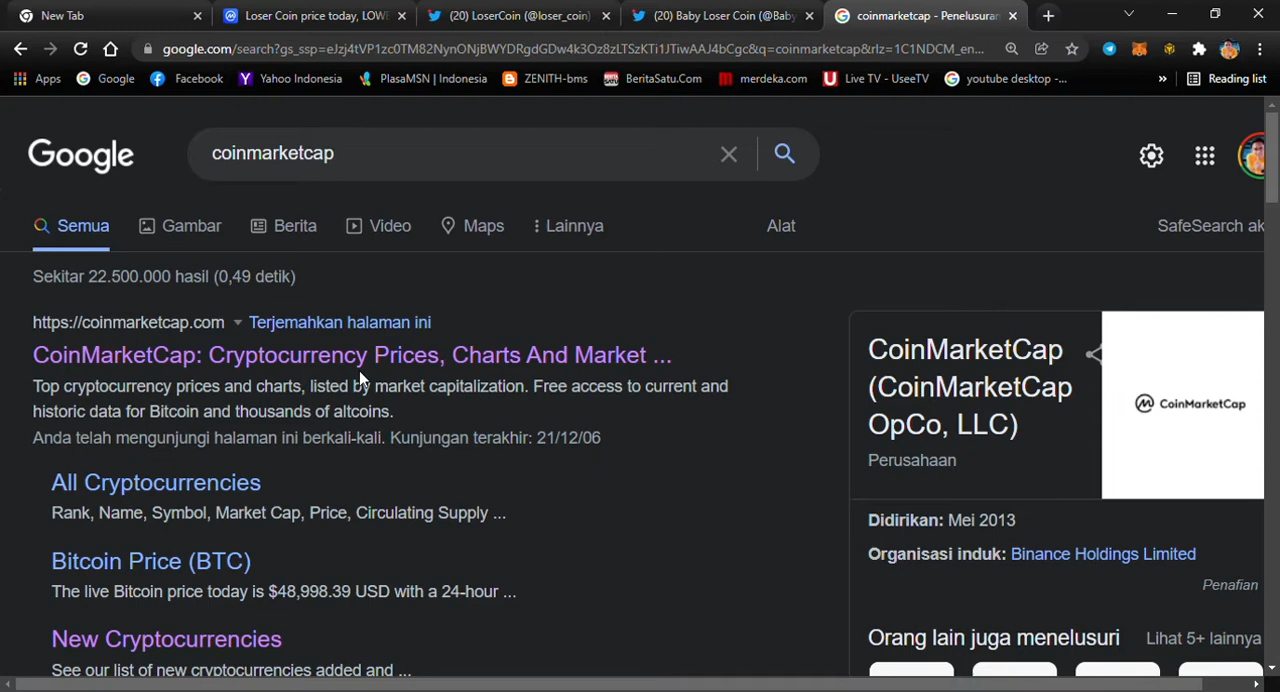 New Tab
Loser Coin price today, LOWB
(20) LoserCoin (@loser_coin)
(20) Baby Loser Coin (@Baby
coinmarketcap - Penelusuran
google.com/search?gs_ssp=eJzj4tVP1zc0TM82NynONjBWYDRgdGDw4k3Oz8zLTSzKTi1JTiwAAJ4bCgc&q=coinmarketcap&rlz=1C1NDCM_en...
Apps
Google
Facebook
Yahoo Indonesia
PlasaMSN | Indonesia
ZENITH-bms
BeritaSatu.Com
merdeka.com
Live TV - UseeTV
youtube desktop -...
»
Reading list
Google
coinmarketcap
Semua
Gambar
Berita
Video
Maps
Lainnya
Alat
SafeSearch ak
Sekitar 22.500.000 hasil (0,49 detik)
https://coinmarketcap.com
Terjemahkan halaman ini
CoinMarketCap: Cryptocurrency Prices, Charts And Market ...
Top cryptocurrency prices and charts, listed by market capitalization. Free access to current and
historic data for Bitcoin and thousands of altcoins.
Anda telah mengunjungi halaman ini berkali-kali. Kunjungan terakhir: 21/12/06
All Cryptocurrencies
Rank, Name, Symbol, Market Cap, Price, Circulating Supply ...
Bitcoin Price (BTC)
The live Bitcoin price today is $48,998.39 USD with a 24-hour ...
New Cryptocurrencies
See our list of new cryptocurrencies added and ...
CoinMarketCap
(CoinMarketCap
OpCo, LLC)
Perusahaan
CoinMarketCap
Didirikan: Mei 2013
Organisasi induk: Binance Holdings Limited
Penafian
Orang lain juga menelusuri
Lihat 5+ lainnya